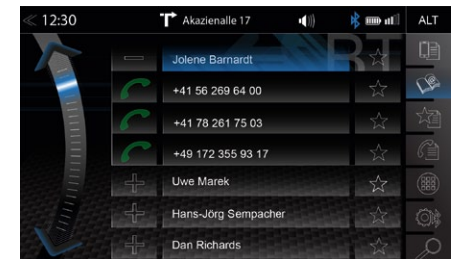 12:30 Akazienalle 17 ALT
Jolene Barnardt
+41 56 269 64 00
+41 78 261 75 03
+49 172 355 93 17
Uwe Marek
Hans-Jörg Sempacher
Dan Richards